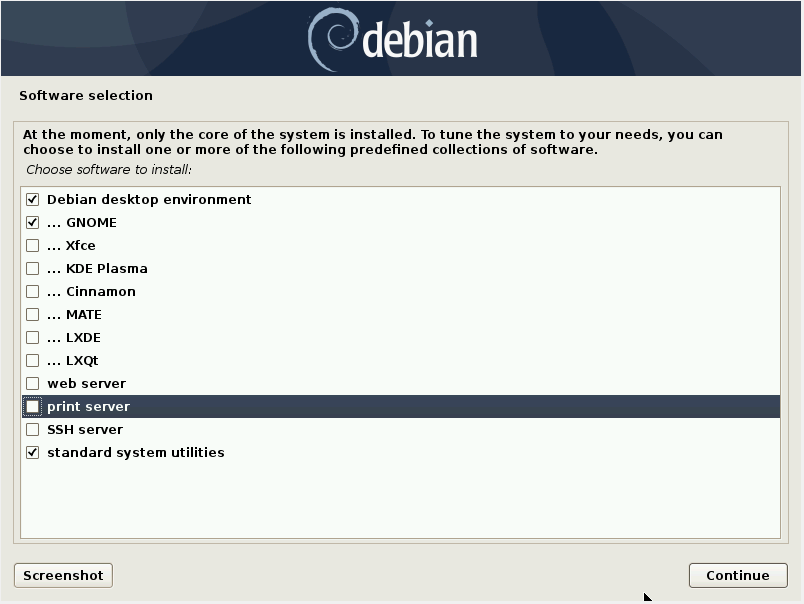 debian
Software selection
At the moment, only the core of the system is installed. To tune the system to your needs, you can
choose to install one or more of the following predefined collections of software.
Choose software to install:
Debian desktop environment
... GNOME
... Xfce
... KDE Plasma
... Cinnamon
... MATE
... LXDE
... LXQt
web server
print server
SSH server
standard system utilities
Screenshot
Continue